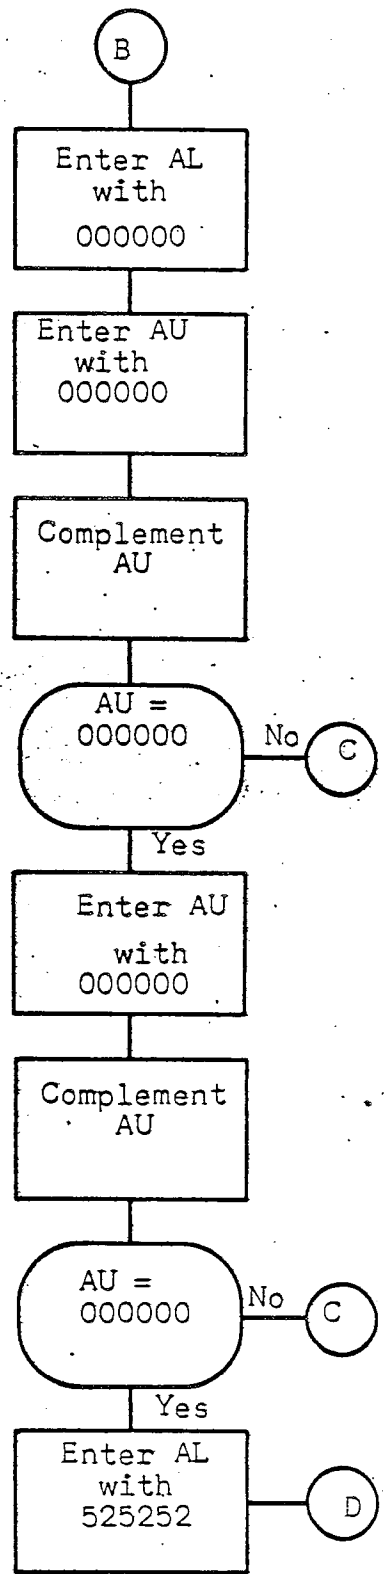 B
Enter AL
with
000000
Enter AU
with
000000
Complement
AU
AU =
000000
No
C
Yes
Enter AU
with
000000
Complement
AU
AU =
000000
No
C
Yes
Enter AL
with
525252
D